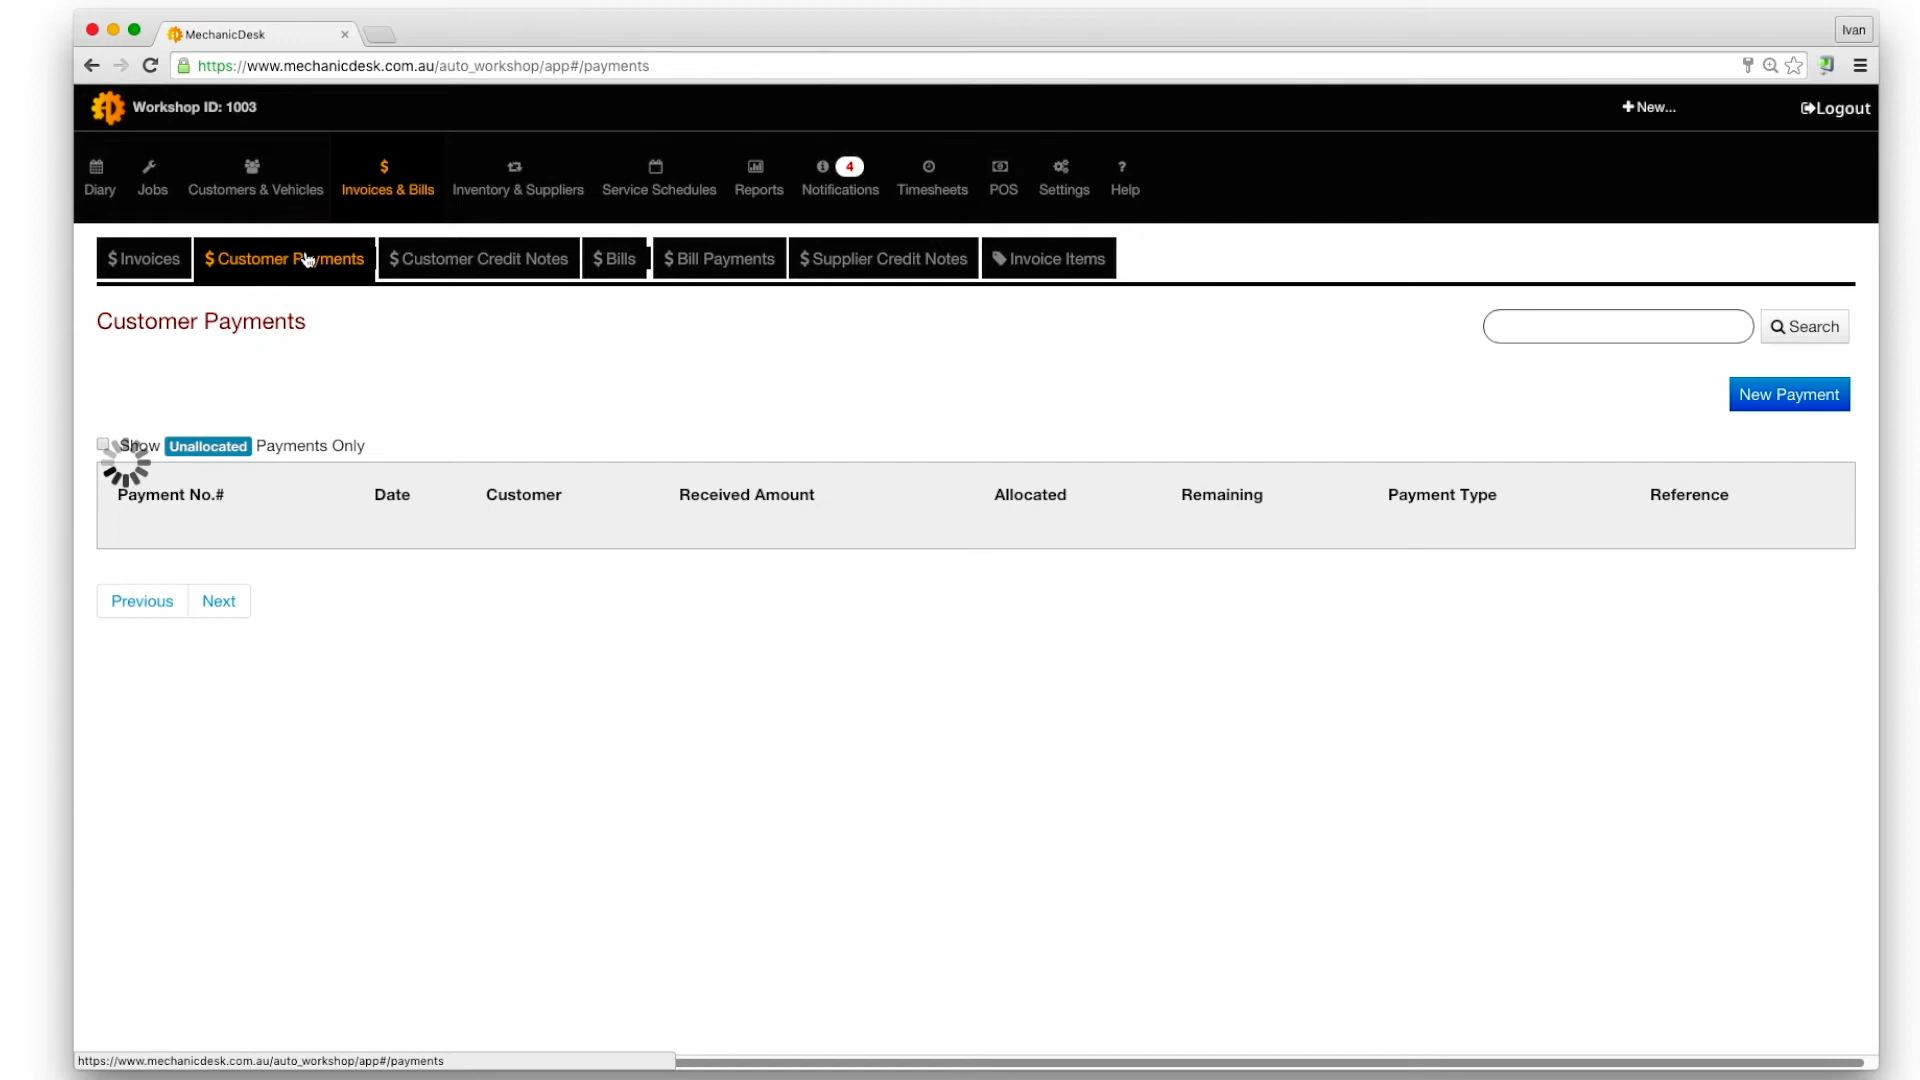 MechanicDesk
Ivan
https://www.mechanicdesk.com.au/auto_workshop/app#/payments
Workshop ID: 1003
New...
Logout
Diary
Jobs
Customers & Vehicles
$
Invoices & Bills
Inventory & Suppliers
Service Schedules
Reports
4
Notifications
Timesheets
POS
Settings
?
Help
$ Invoices
$ Customer Payments
$ Customer Credit Notes
$ Bills
$ Bill Payments
$ Supplier Credit Notes
Invoice Items
Customer Payments
Search
New Payment
Show Unallocated Payments Only
Payment No.# Date Customer Received Amount Allocated Remaining Payment Type Reference
Previous Next
https://www.mechanicdesk.com.au/auto_workshop/app#/payments